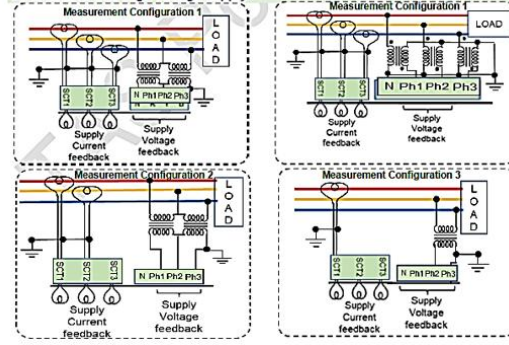 Measurement Configuration 1
LOAD
SCT1 SCT2 SCT3
N Ph1 Ph2 Ph3
Supply
Current
feedback
Supply
Voltage
feedback
Measurement Configuration 1
LOAD
SCT1 SCT2 SCT3
N Ph1 Ph2 Ph3
Supply
Current
feedback
Supply
Voltage
feedback
Measurement Configuration 2
LOAD
SCT1 SCT2 SCT3
N Ph1 Ph2 Ph3
Supply
Current
feedback
Supply
Voltage
feedback
Measurement Configuration 3
LOAD
SCT1 SCT2 SCT3
N Ph1 Ph2 Ph3
Supply
Current
feedback
Supply
Voltage
feedback